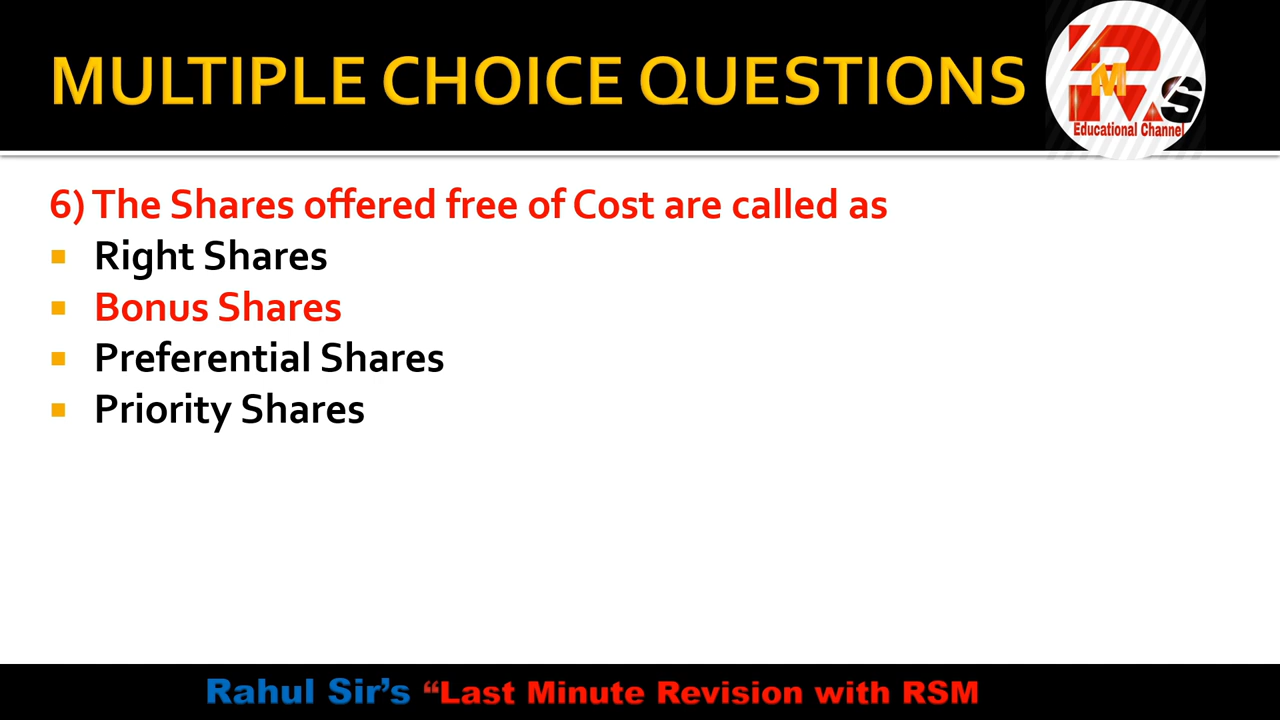 MULTIPLE CHOICE QUESTIONS
RMS
Educational Channel
6) The Shares offered free of Cost are called as
Right Shares
Bonus Shares
Preferential Shares
Priority Shares
Rahul Sir's “Last Minute Revision with RSM